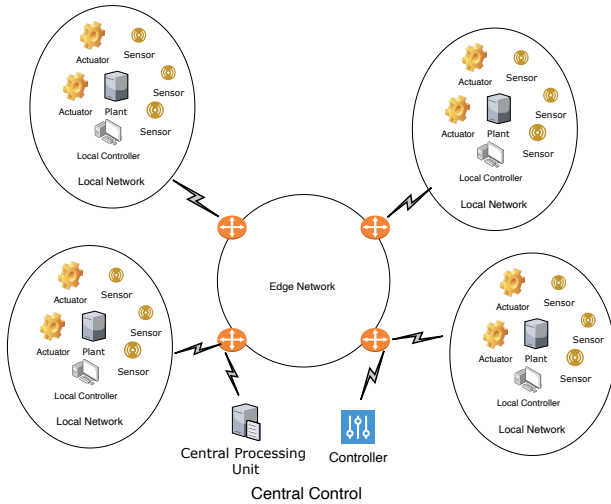 Actuator
Sensor
Sensor
Actuator
Plant
Sensor
Local Controller
Local Network
Actuator
Sensor
Sensor
Actuator
Plant
Sensor
Local Controller
Local Network
Edge Network
Actuator
Sensor
Sensor
Actuator
Plant
Sensor
Local Controller
Local Network
Actuator
Sensor
Sensor
Actuator
Plant
Sensor
Local Controller
Local Network
Central Processing
Unit
Controller
Central Control